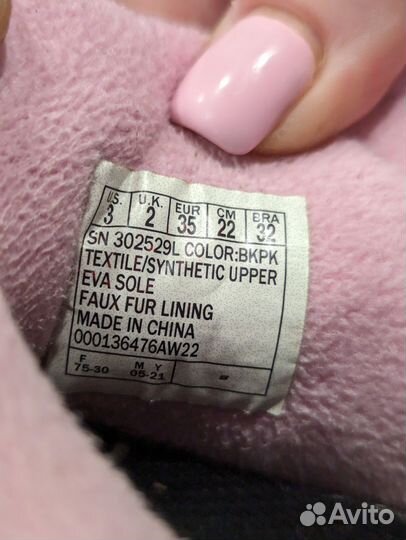 U.S. U.K. EUR CM BRA
3 2 35 22 32
SN 302529L COLOR:BKPK
TEXTILE/SYNTHETIC UPPER
EVA SOLE
FAUX FUR LINING
MADE IN CHINA
000136476AW22
F M Y
75-30 05-21
Avito